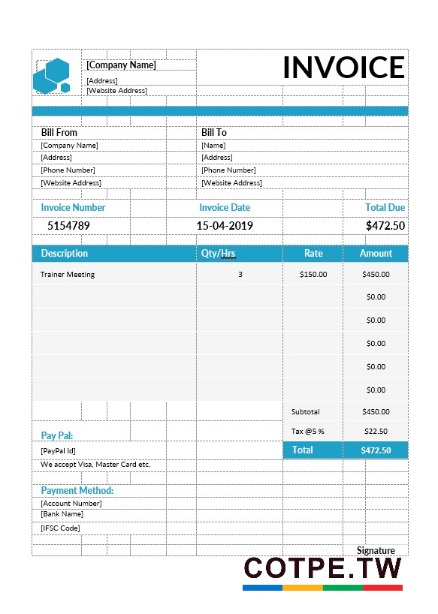 [Company Name]
INVOICE
[Address]
[Website Address]
Bill From Bill To
[Company Name] [Name]
[Address] [Address]
[Phone Number] [Phone Number]
[Website Address] [Website Address]
Invoice Number Invoice Date Total Due
5154789 15-04-2019 $472.50
Description Qty/Hrs Rate Amount
Trainer Meeting 3 $150.00 $450.00
$0.00
$0.00
$0.00
$0.00
$0.00
Subtotal $450.00
Tax @5 % $22.50
Pay Pal:
[PayPal Id] Total $472.50
We accept Visa, Master Card etc.
Payment Method:
[Account Number]
[Bank Name]
[IFSC Code]
Signature
COTPE.TW